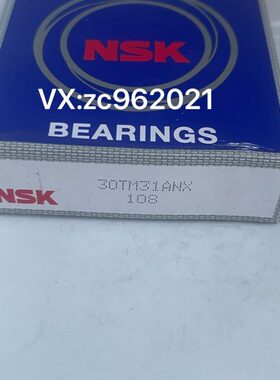 NSK
VX:zc962021
BEARINGS
30TM31ANX
108
NSK